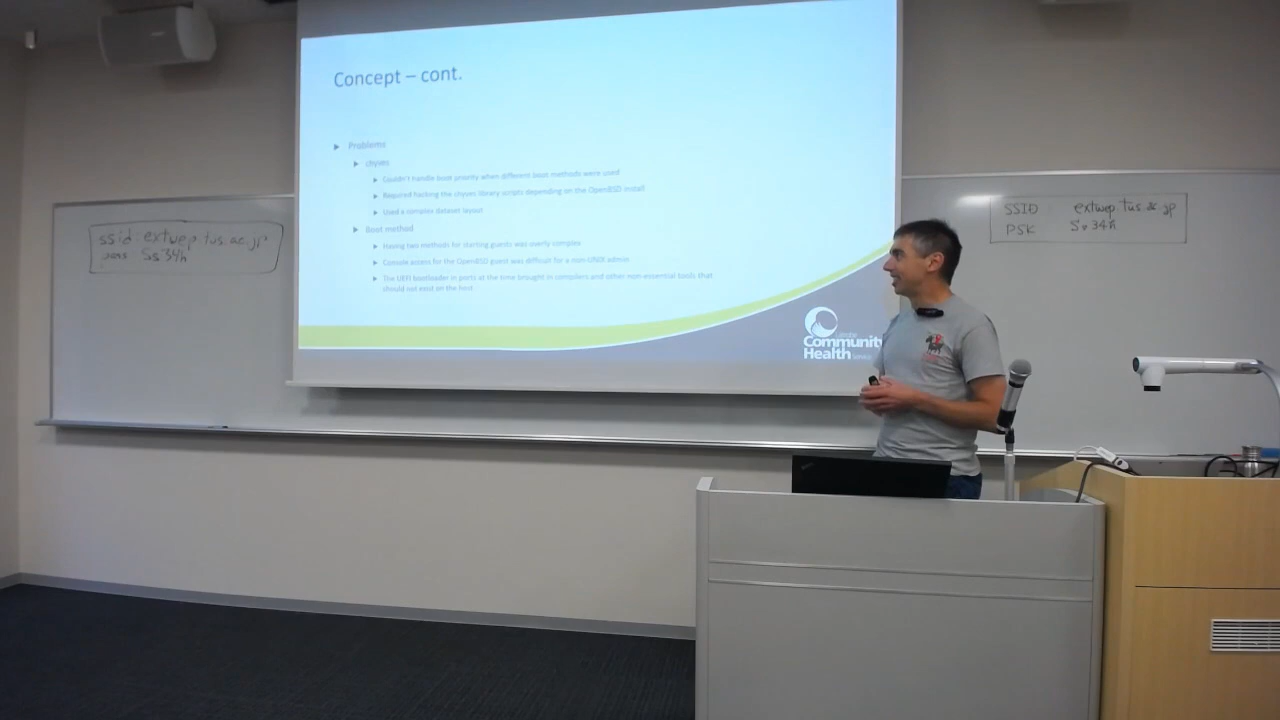 Concept – cont.
Problems
chyves
Couldn't handle boot priority when different boot methods were used
Required hacking the chyves library scripts depending on the OpenBSD install
Used a complex dataset layout
Boot method
Having two methods for starting guests was overly complex
Console access for the OpenBSD guest was difficult for a non-UNIX admin
The UEFI bootloader in ports at the time brought in compilers and other non-essential tools that
should not exist on the host
Community
Health
ssid: extwep.tus.ac.jp
Ss34h
SSID extwep.tus.ac.jp
PSK Ss34h